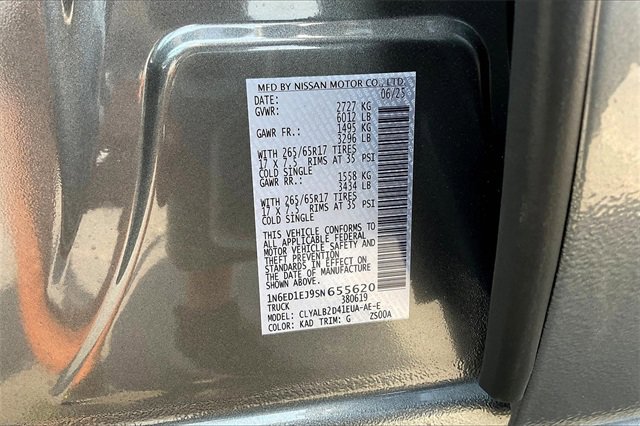 MFD BY NISSAN MOTOR CO., LTD.
DATE: 06/25
GVWR: 2727 KG
6012 LB
GAWR FR.: 1495 KG
3296 LB
WITH 265/65R17 TIRES
17 X 7.5 RIMS AT 35 PSI
COLD SINGLE
GAWR RR.: 1558 KG
3434 LB
WITH 265/65R17 TIRES
17 X 7.5 RIMS AT 35 PSI
COLD SINGLE
THIS VEHICLE CONFORMS TO
ALL APPLICABLE FEDERAL
MOTOR VEHICLE SAFETY AND
THEFT PREVENTION
STANDARDS IN EFFECT ON
THE DATE OF MANUFACTURE
SHOWN ABOVE.
1N6ED1EJ9SN655620
TRUCK 380619
MODEL: CLYALB2D41EUA-AE-E
COLOR: KAD TRIM: G ZS00A